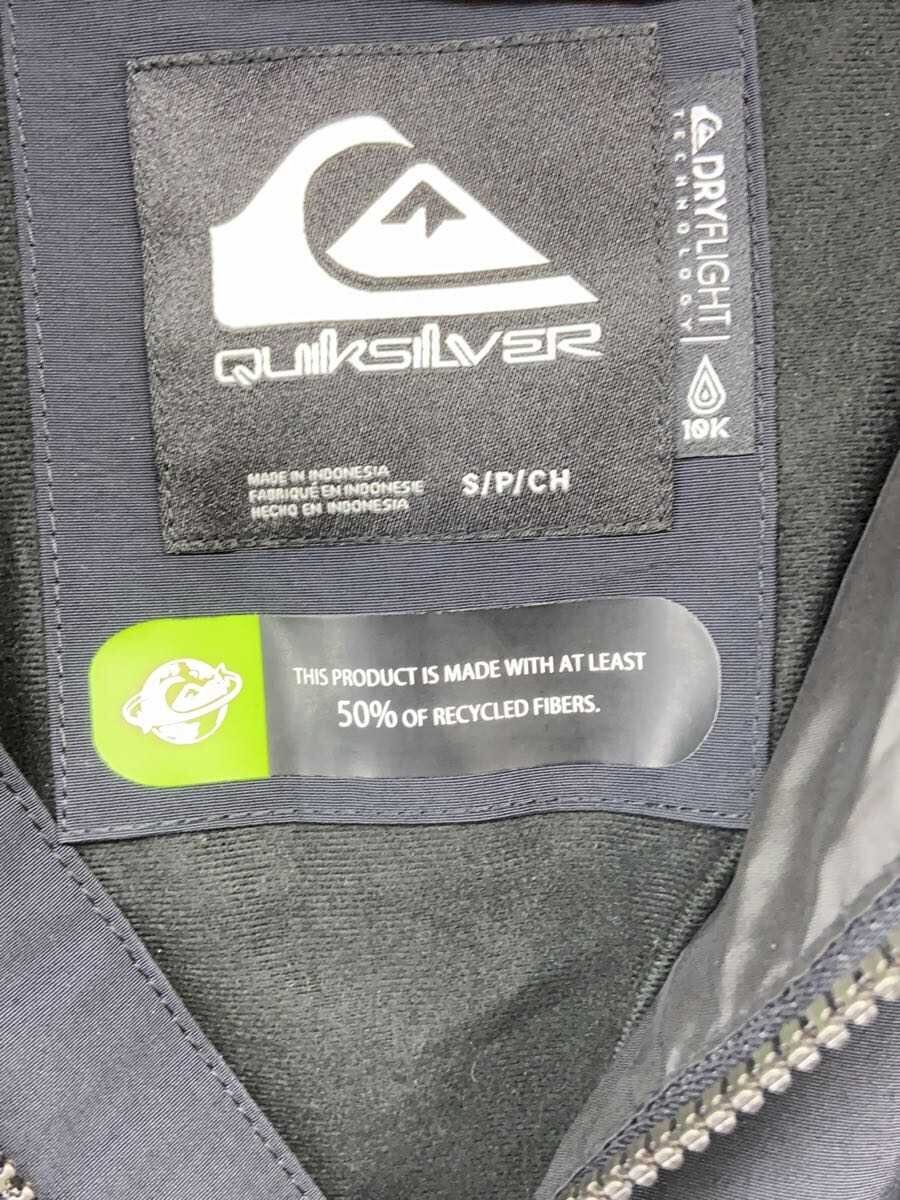 QUIKSILVER
MADE IN INDONESIA
FABRIQUÉ EN INDONESIE
HECHO EN INDONESIA
S/P/CH
DRYFLIGHT
TECHNOLOGY
10K
THIS PRODUCT IS MADE WITH AT LEAST
50% OF RECYCLED FIBERS.